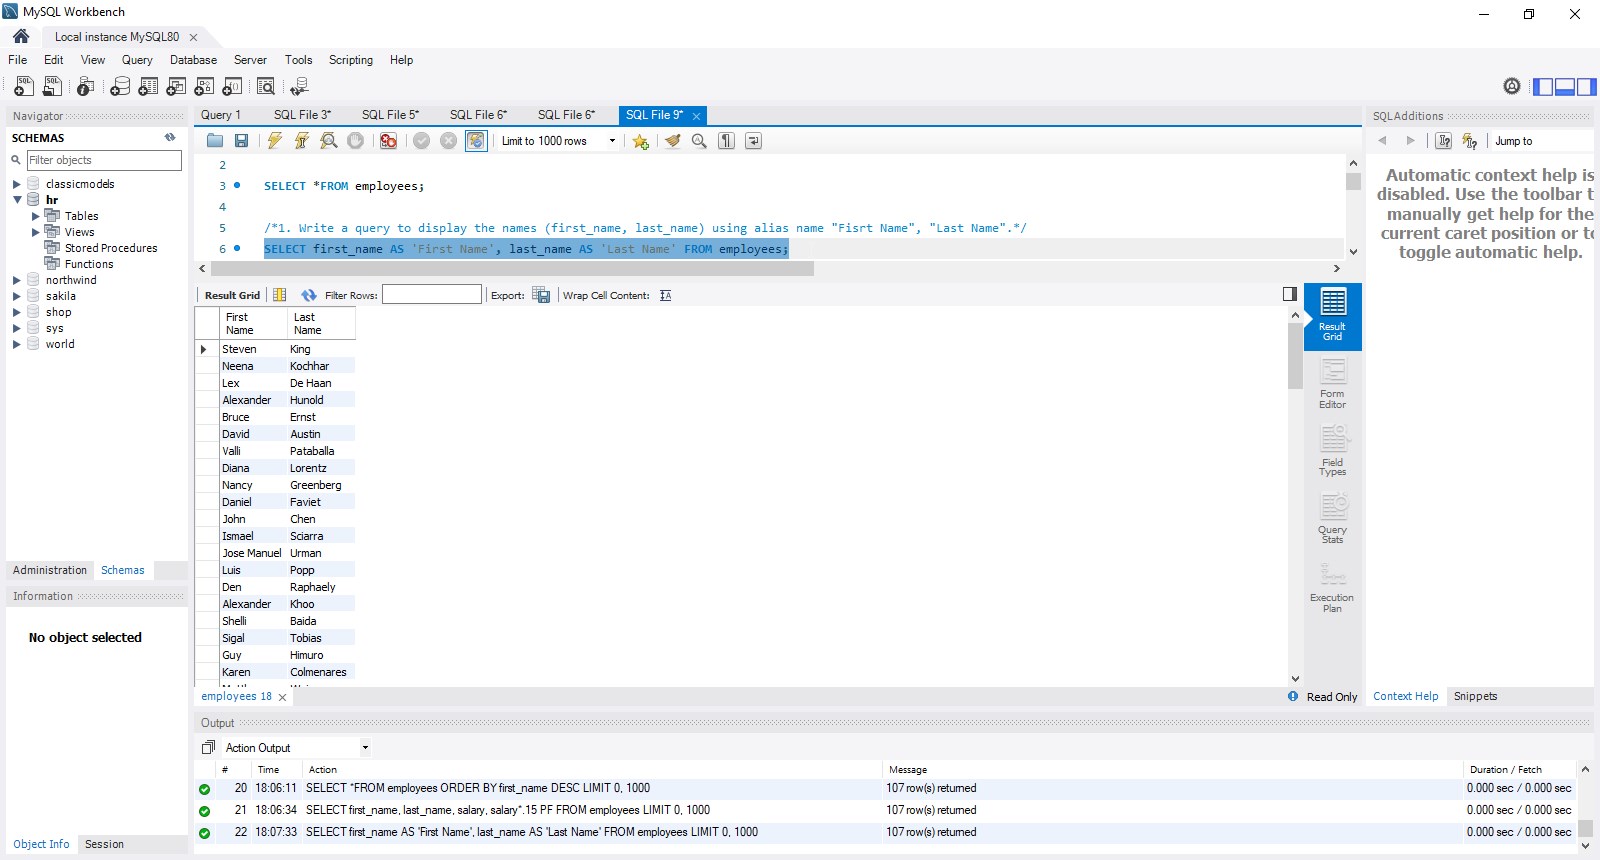 MySQL Workbench
Local instance MySQL80
File Edit View Query Database Server Tools Scripting Help
Navigator
SCHEMAS
Filter objects
classicmodels
hr
Tables
Views
Stored Procedures
Functions
northwind
sakila
shop
sys
world
Administration Schemas
Information
No object selected
Object Info Session
Query 1 SQL File 3* SQL File 5* SQL File 6* SQL File 6* SQL File 9*
Limit to 1000 rows
2
3 SELECT *FROM employees;
4
5 /*1. Write a query to display the names (first_name, last_name) using alias name "Fisrt Name", "Last Name".*/
6 SELECT first_name AS 'First Name', last_name AS 'Last Name' FROM employees;
Result Grid Filter Rows: Export: Wrap Cell Content:
First Name Last Name
Steven King
Neena Kochhar
Lex De Haan
Alexander Hunold
Bruce Ernst
David Austin
Valli Pataballa
Diana Lorentz
Nancy Greenberg
Daniel Faviet
John Chen
Ismael Sciarra
Jose Manuel Urman
Luis Popp
Den Raphaely
Alexander Khoo
Shelli Baida
Sigal Tobias
Guy Himuro
Karen Colmenares
Result Grid
Form Editor
Field Types
Query Stats
Execution Plan
employees 18
Read Only
SQLAdditions
Jump to
Automatic context help is
disabled. Use the toolbar t
manually get help for the
current caret position or to
toggle automatic help.
Context Help Snippets
Output
Action Output
# Time Action Message Duration / Fetch
20 18:06:11 SELECT *FROM employees ORDER BY first_name DESC LIMIT 0, 1000 107 row(s) returned 0.000 sec / 0.000 sec
21 18:06:34 SELECT first_name, last_name, salary, salary*.15 PF FROM employees LIMIT 0, 1000 107 row(s) returned 0.000 sec / 0.000 sec
22 18:07:33 SELECT first_name AS 'First Name', last_name AS 'Last Name' FROM employees LIMIT 0, 1000 107 row(s) returned 0.000 sec / 0.000 sec